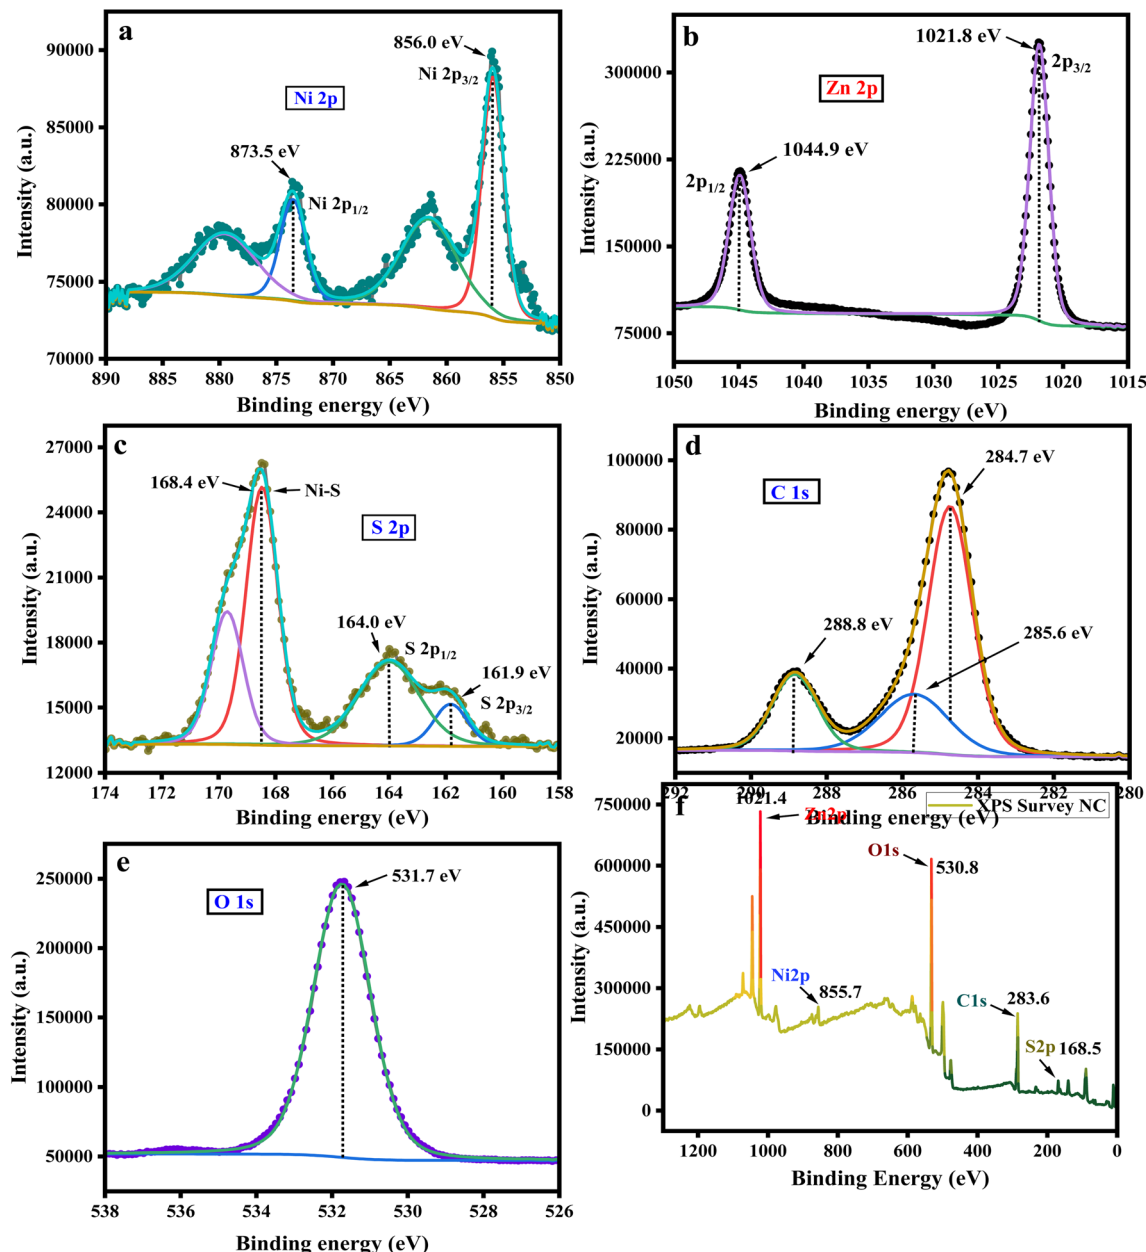 a
856.0 eV
Ni 2p3/2
Ni 2p
873.5 eV
Ni 2p1/2
90000
85000
80000
75000
70000
Intensity (a.u.)
890 885 880 875 870 865 860 855 850
Binding energy (eV)
b
1021.8 eV
2p3/2
Zn 2p
1044.9 eV
2p1/2
300000
225000
150000
75000
Intensity (a.u.)
1050 1045 1040 1035 1030 1025 1020 1015
Binding energy (eV)
c
168.4 eV
Ni-S
S 2p
164.0 eV
S 2p1/2
161.9 eV
S 2p3/2
27000
24000
21000
18000
15000
12000
Intensity (a.u.)
174 172 170 168 166 164 162 160 158
Binding energy (eV)
d
284.7 eV
C 1s
288.8 eV
285.6 eV
100000
80000
60000
40000
20000
Intensity (a.u.)
292 290 288 286 284 282 280
Binding energy (eV)
e
531.7 eV
O 1s
250000
200000
150000
100000
50000
Intensity (a.u.)
538 536 534 532 530 528 526
Binding energy (eV)
f
1021.4
Zn2p
XPS Survey NC
O1s
530.8
Ni2p
855.7
C1s
283.6
S2p
168.5
750000
600000
450000
300000
150000
0
Intensity (a.u.)
1200 1000 800 600 400 200 0
Binding Energy (eV)